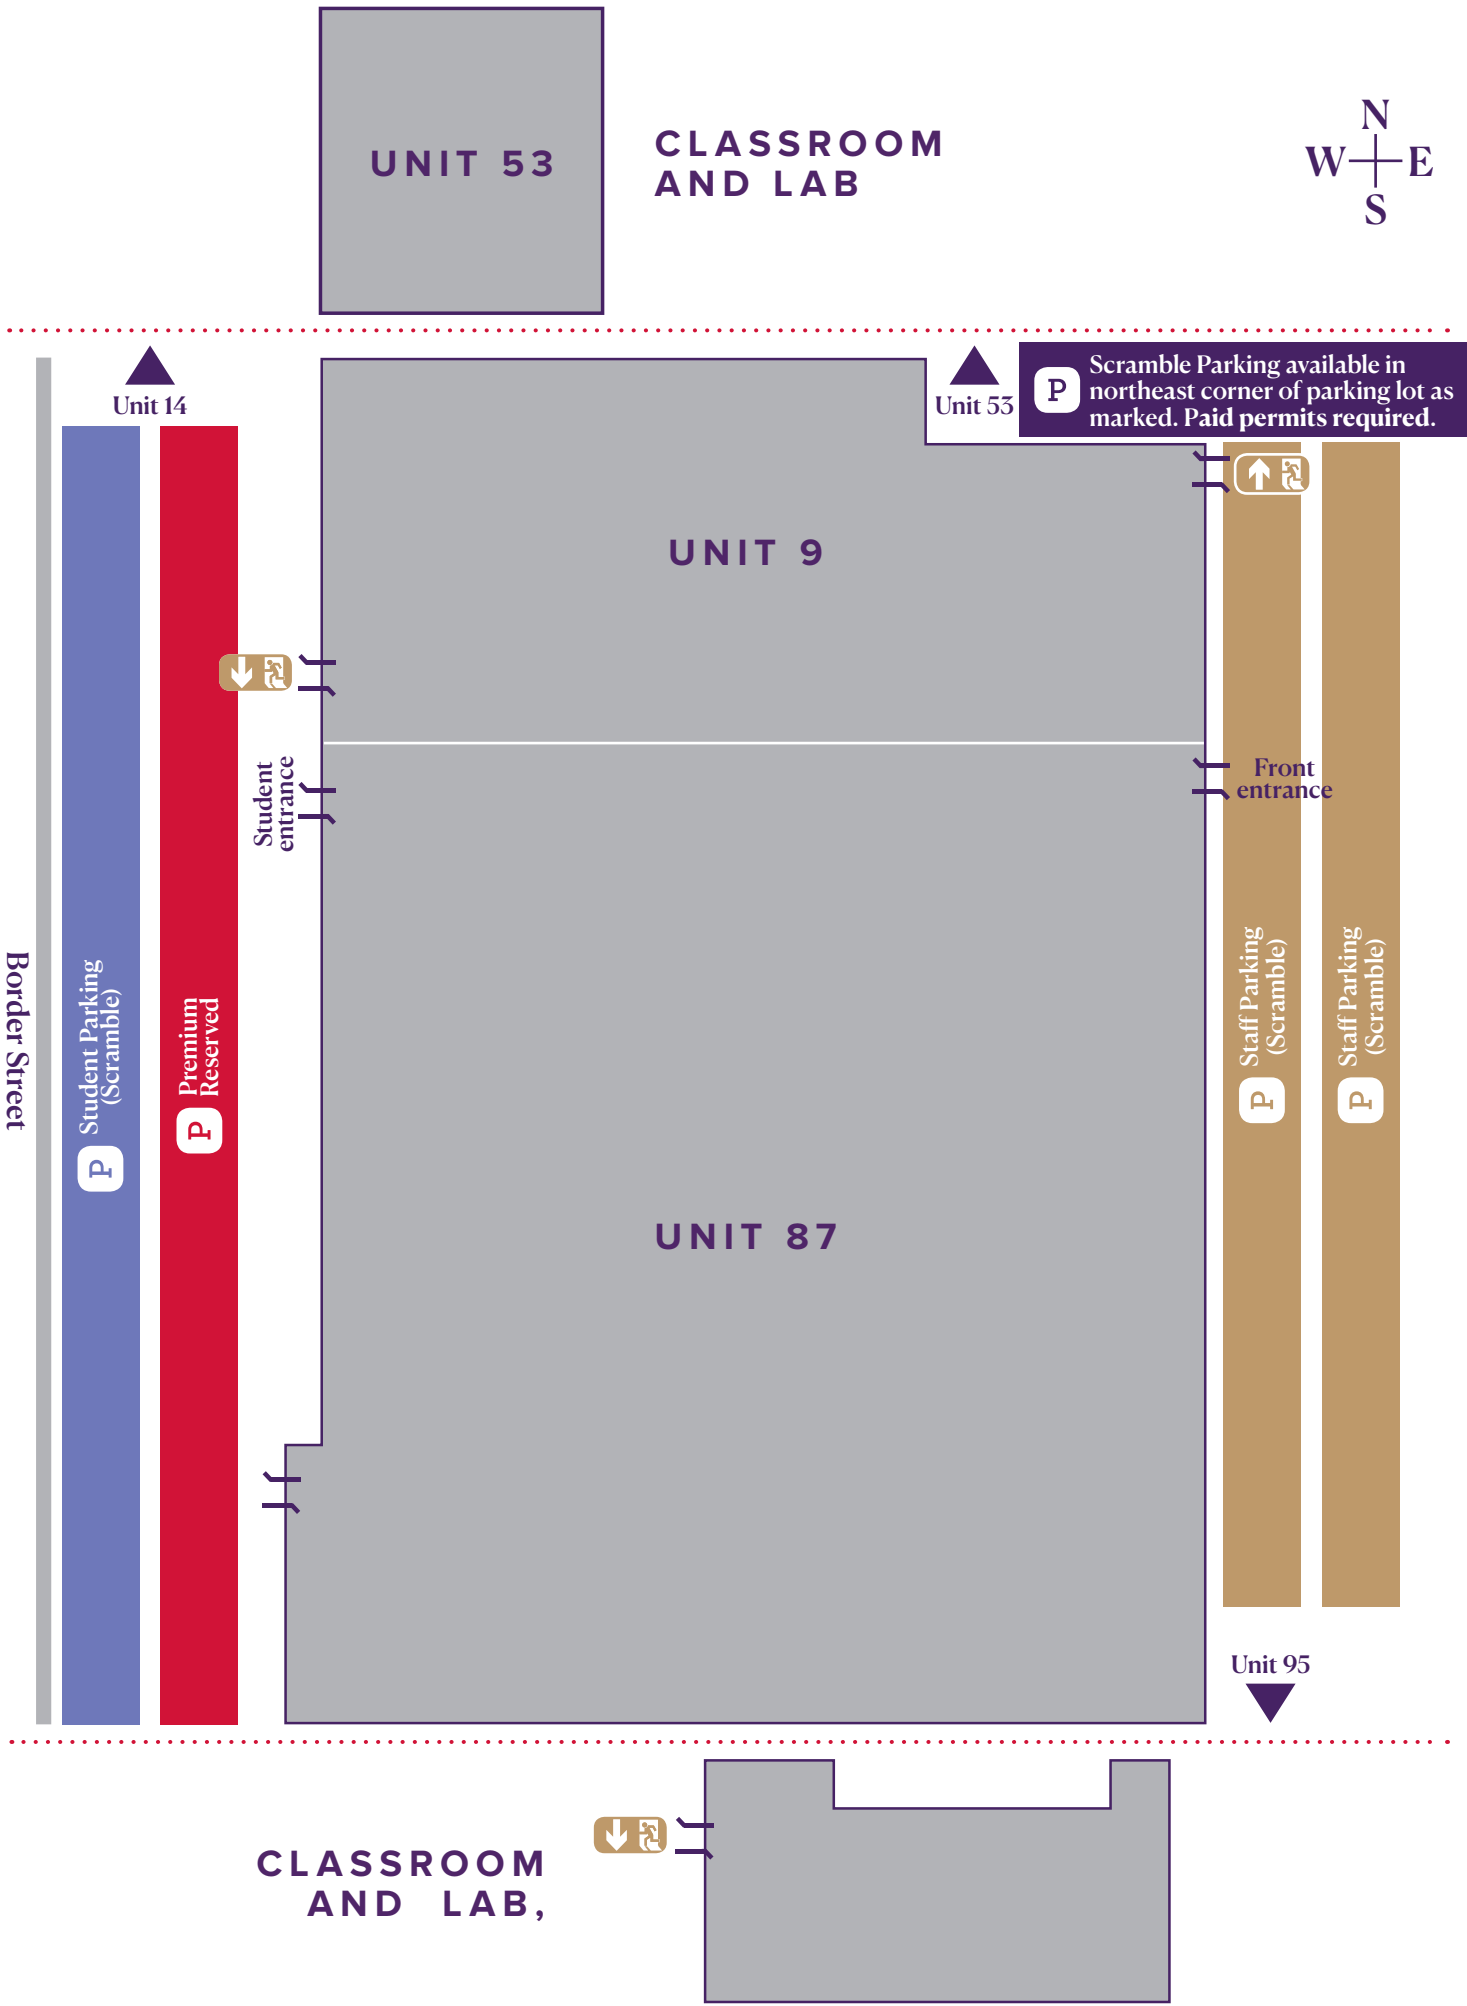 UNIT 53
CLASSROOM
AND LAB
N
W E
S
Unit 14
Unit 53
P
Scramble Parking available in
northeast corner of parking lot as
marked. Paid permits required.
UNIT 9
Student
entrance
Front
entrance
Border Street
Student Parking
(Scramble)
P
Premium
Reserved
P
Staff Parking
(Scramble)
P
Staff Parking
(Scramble)
P
UNIT 87
Unit 95
CLASSROOM
AND LAB,